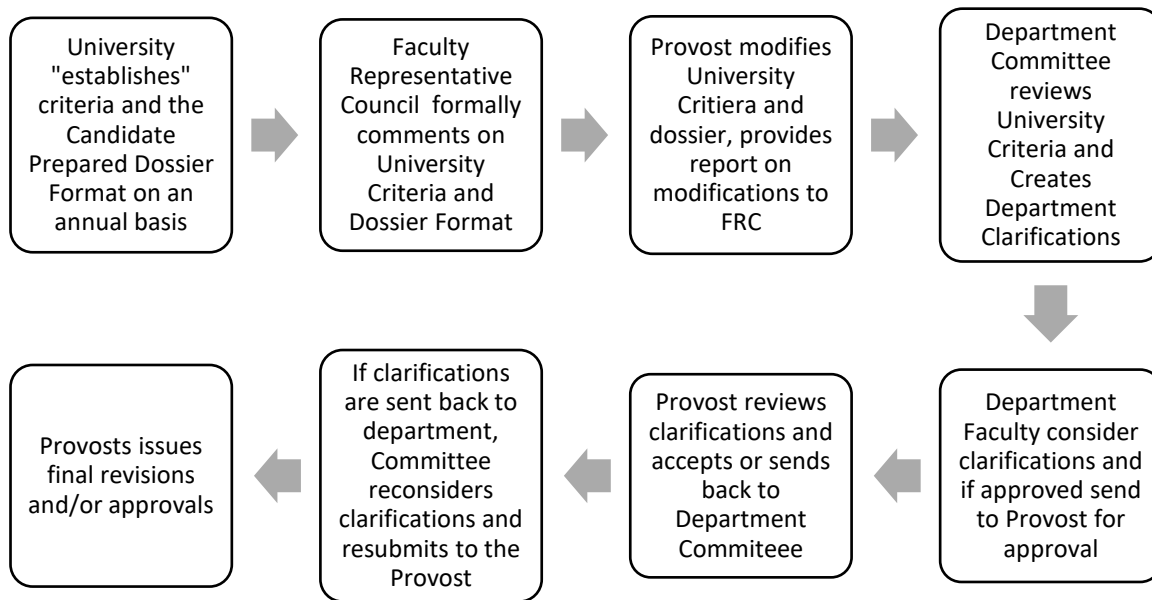 University
"establishes"
criteria and the
Candidate
Prepared Dossier
Format on an
annual basis
Faculty
Representative
Council formally
comments on
University
Criteria and
Dossier Format
Provost modifies
University
Critiera and
dossier, provides
report on
modifications to
FRC
Department
Committee
reviews
University
Criteria and
Creates
Department
Clarifications
Department
Faculty consider
clarifications and
if approved send
to Provost for
approval
Provost reviews
clarifications and
accepts or sends
back to
Department
Commiteee
If clarifications
are sent back to
department,
Committee
reconsiders
clarifications and
resubmits to the
Provost
Provosts issues
final revisions
and/or approvals